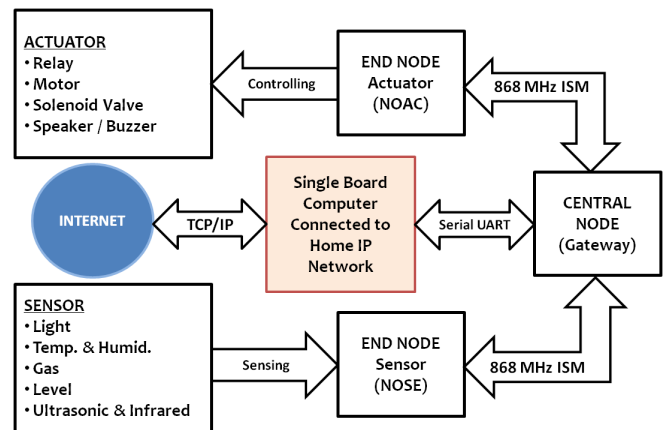 ACTUATOR
• Relay
• Motor
• Solenoid Valve
• Speaker / Buzzer
Controlling
END NODE
Actuator
(NOAC)
868 MHz ISM
INTERNET
TCP/IP
Single Board
Computer
Connected to
Home IP
Network
Serial UART
CENTRAL
NODE
(Gateway)
SENSOR
• Light
• Temp. & Humid.
• Gas
• Level
• Ultrasonic & Infrared
Sensing
END NODE
Sensor
(NOSE)
868 MHz ISM